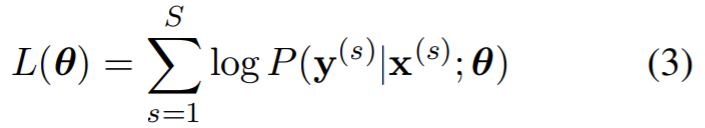 L(θ) = ∑_{s=1}^{S} log P(y^{(s)}|x^{(s)}; θ) (3)